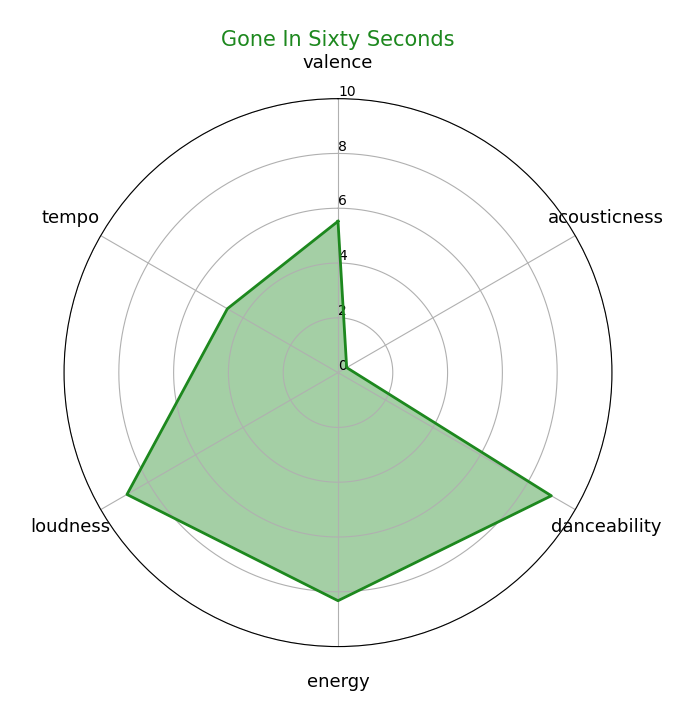 Gone In Sixty Seconds
valence
10
8
6
4
2
0
tempo
acousticness
loudness
danceability
energy